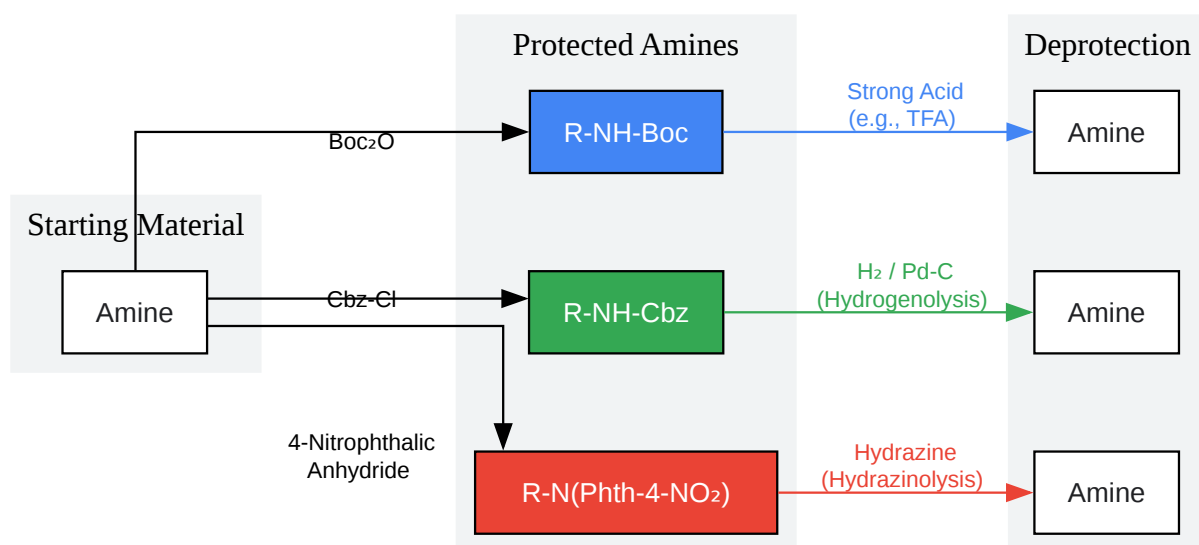 Protected Amines
Deprotection
Strong Acid
(e.g., TFA)
R-NH-Boc
Amine
Boc₂O
Starting Material
Amine
Cbz-Cl
R-NH-Cbz
H₂ / Pd-C
(Hydrogenolysis)
Amine
4-Nitrophthalic
Anhydride
R-N(Phth-4-NO₂)
Hydrazine
(Hydrazinolysis)
Amine